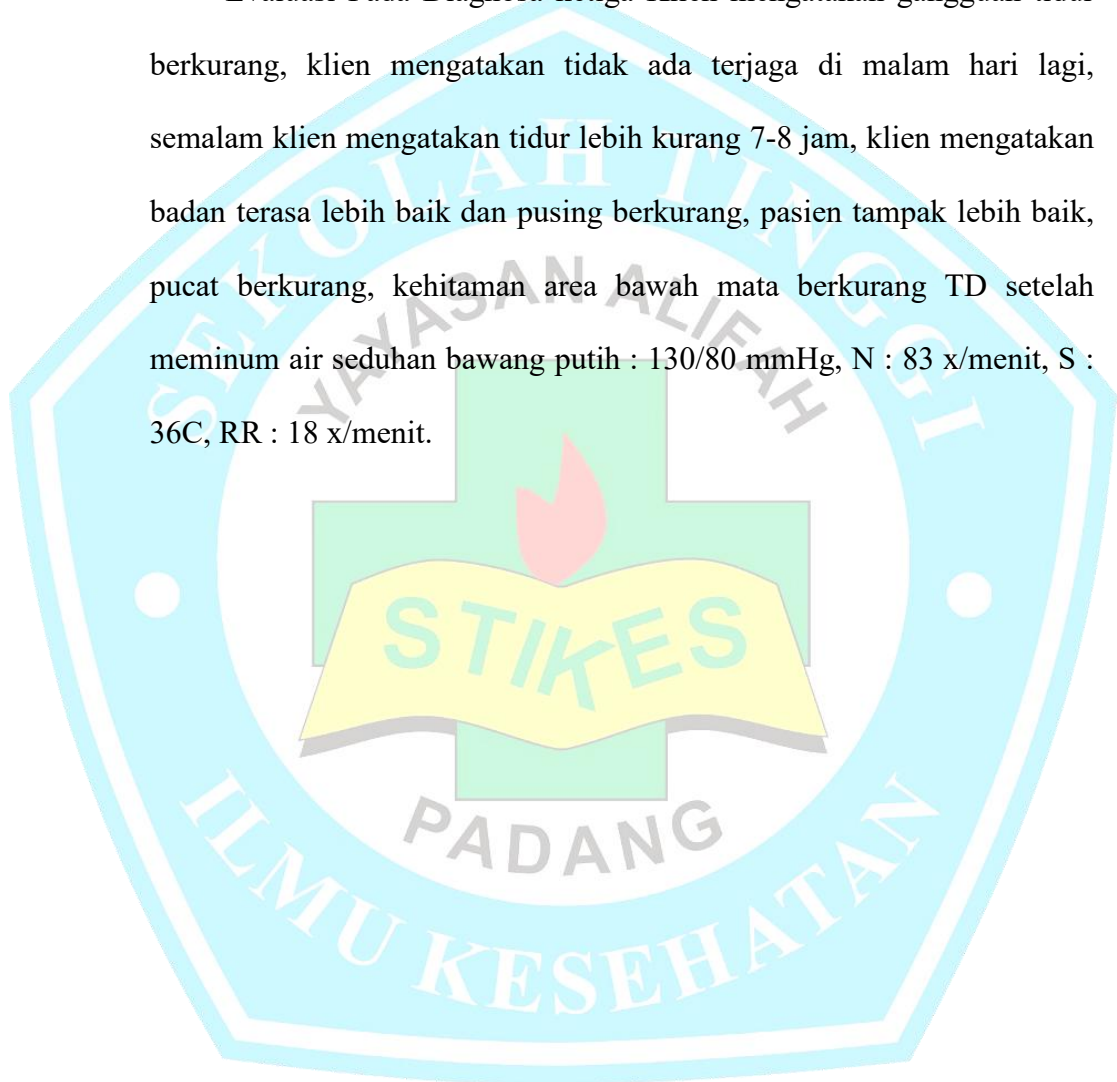 berkurang, klien mengatakan tidak ada terjaga di malam hari lagi,
semalam klien mengatakan tidur lebih kurang 7-8 jam, klien mengatakan
badan terasa lebih baik dan pusing berkurang, pasien tampak lebih baik,
pucat berkurang, kehitaman area bawah mata berkurang TD setelah
meminum air seduhan bawang putih : 130/80 mmHg, N : 83 x/menit, S :
36C, RR : 18 x/menit.
SEKOLAH TINGGI
YAYASAN ALIFAH
STIKES
PADANG
ILMU KESEHATAN